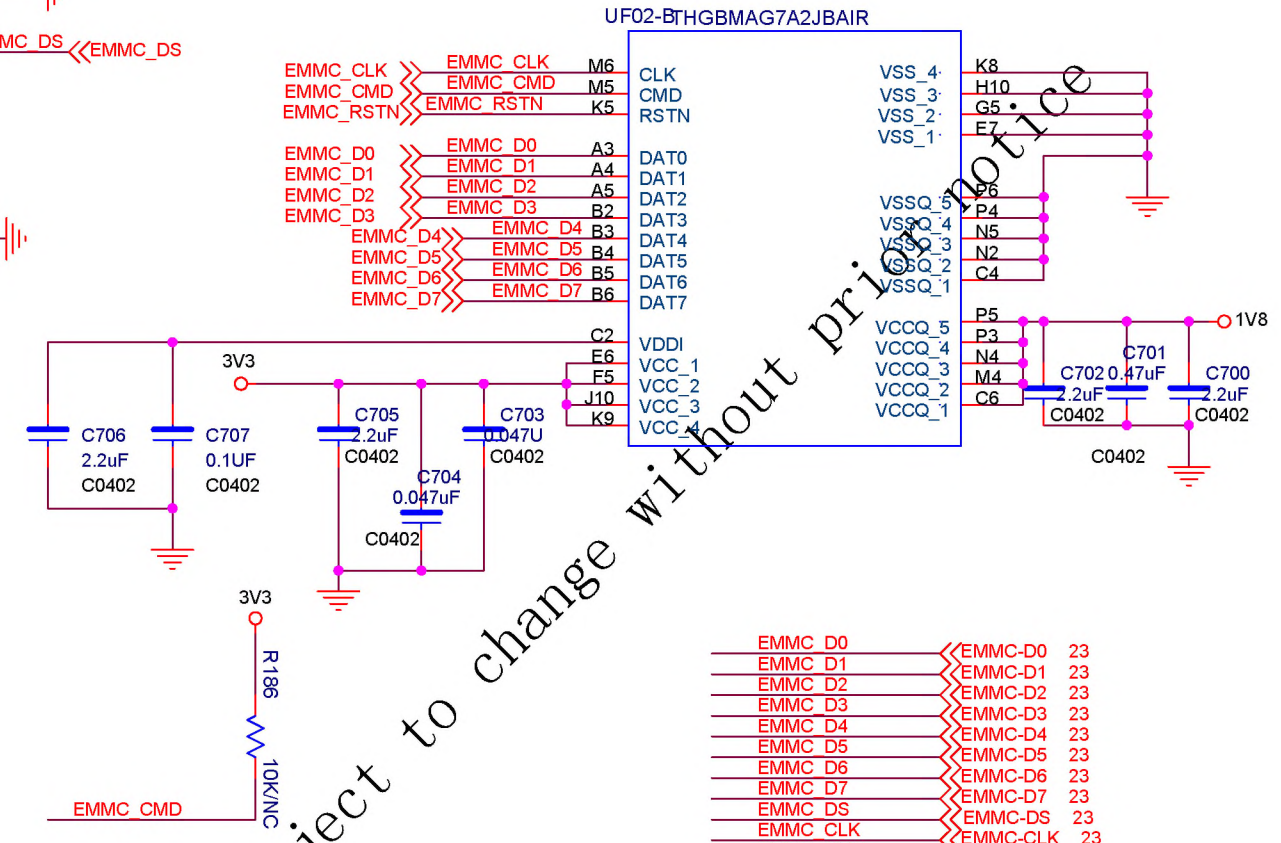 UF02-B THGBMAG7A2JBAIR
MC_DS EMMC_DS
EMMC_CLK EMMC_CLK M6 CLK
EMMC_CMD EMMC_CMD M5 CMD
EMMC_RSTN EMMC_RSTN K5 RSTN
EMMC_D0 EMMC_D0 A3 DAT0
EMMC_D1 EMMC_D1 A4 DAT1
EMMC_D2 EMMC_D2 A5 DAT2
EMMC_D3 EMMC_D3 B2 DAT3
EMMC_D4 EMMC_D4 B3 DAT4
EMMC_D5 EMMC_D5 B4 DAT5
EMMC_D6 EMMC_D6 B5 DAT6
EMMC_D7 EMMC_D7 B6 DAT7
C2 VDDI
E6 VCC_1
F5 VCC_2
J10 VCC_3
K9 VCC_4
VSS_4 K8
VSS_3 H10
VSS_2 G5
VSS_1 E7
VSSQ_5 P6
VSSQ_4 P4
VSSQ_3 N5
VSSQ_2 N2
VSSQ_1 C4
VCCQ_5 P5
VCCQ_4 P3
VCCQ_3 N4
VCCQ_2 M4
VCCQ_1 C6
1V8
C702
2.2uF
C0402
C701
0.47uF
C0402
C700
2.2uF
C0402
3V3
C706
2.2uF
C0402
C707
0.1UF
C0402
C705
2.2uF
C0402
C704
0.047uF
C0402
C703
0.047U
C0402
3V3
R186
10K/NC
EMMC_CMD
ject to change without prior notice
EMMC_D0 EMMC-D0 23
EMMC_D1 EMMC-D1 23
EMMC_D2 EMMC-D2 23
EMMC_D3 EMMC-D3 23
EMMC_D4 EMMC-D4 23
EMMC_D5 EMMC-D5 23
EMMC_D6 EMMC-D6 23
EMMC_D7 EMMC-D7 23
EMMC_DS EMMC-DS 23
EMMC_CLK EMMC-CLK 23